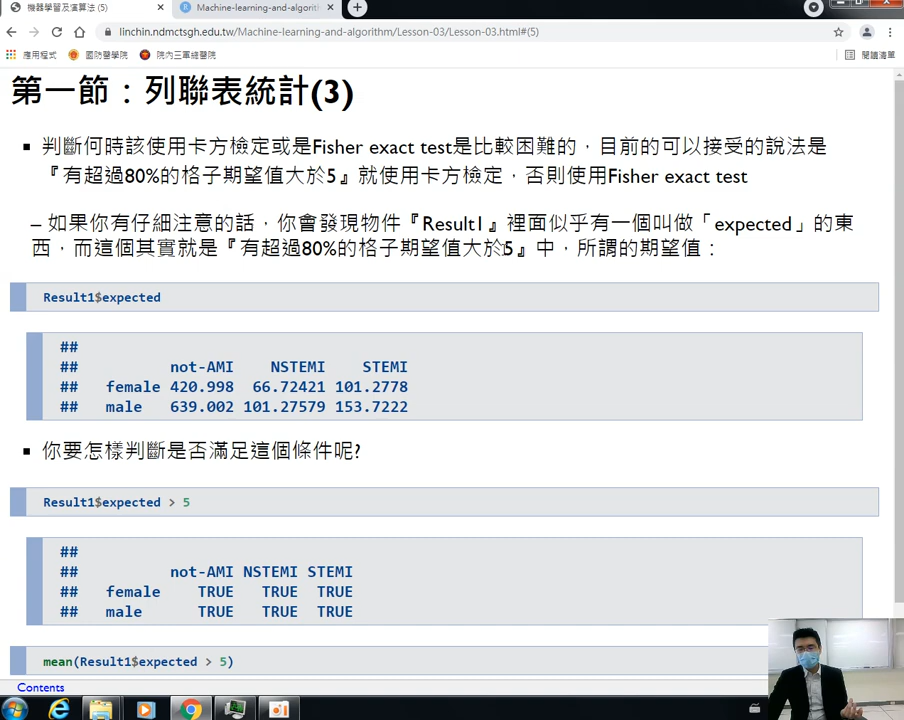 機器學習及演算法 (5)
Machine-learning-and-algorith
linchin.ndmctsgh.edu.tw/Machine-learning-and-algorithm/Lesson-03/Lesson-03.html#(5)
應用程式
國防醫學院
院內三軍總醫院
閱讀清單
第一節：列聯表統計(3)
判斷何時該使用卡方檢定或是Fisher exact test是比較困難的，目前的可以接受的說法是
『有超過80%的格子期望值大於5』就使用卡方檢定，否則使用Fisher exact test
– 如果你有仔細注意的話，你會發現物件『Result1』裡面似乎有一個叫做「expected」的東
西，而這個其實就是『有超過80%的格子期望值大於5』中，所謂的期望值：
Result1$expected
##
## not-AMI NSTEMI STEMI
## female 420.998 66.72421 101.2778
## male 639.002 101.27579 153.7222
你要怎樣判斷是否滿足這個條件呢?
Result1$expected > 5
##
## not-AMI NSTEMI STEMI
## female TRUE TRUE TRUE
## male TRUE TRUE TRUE
mean(Result1$expected > 5)
Contents